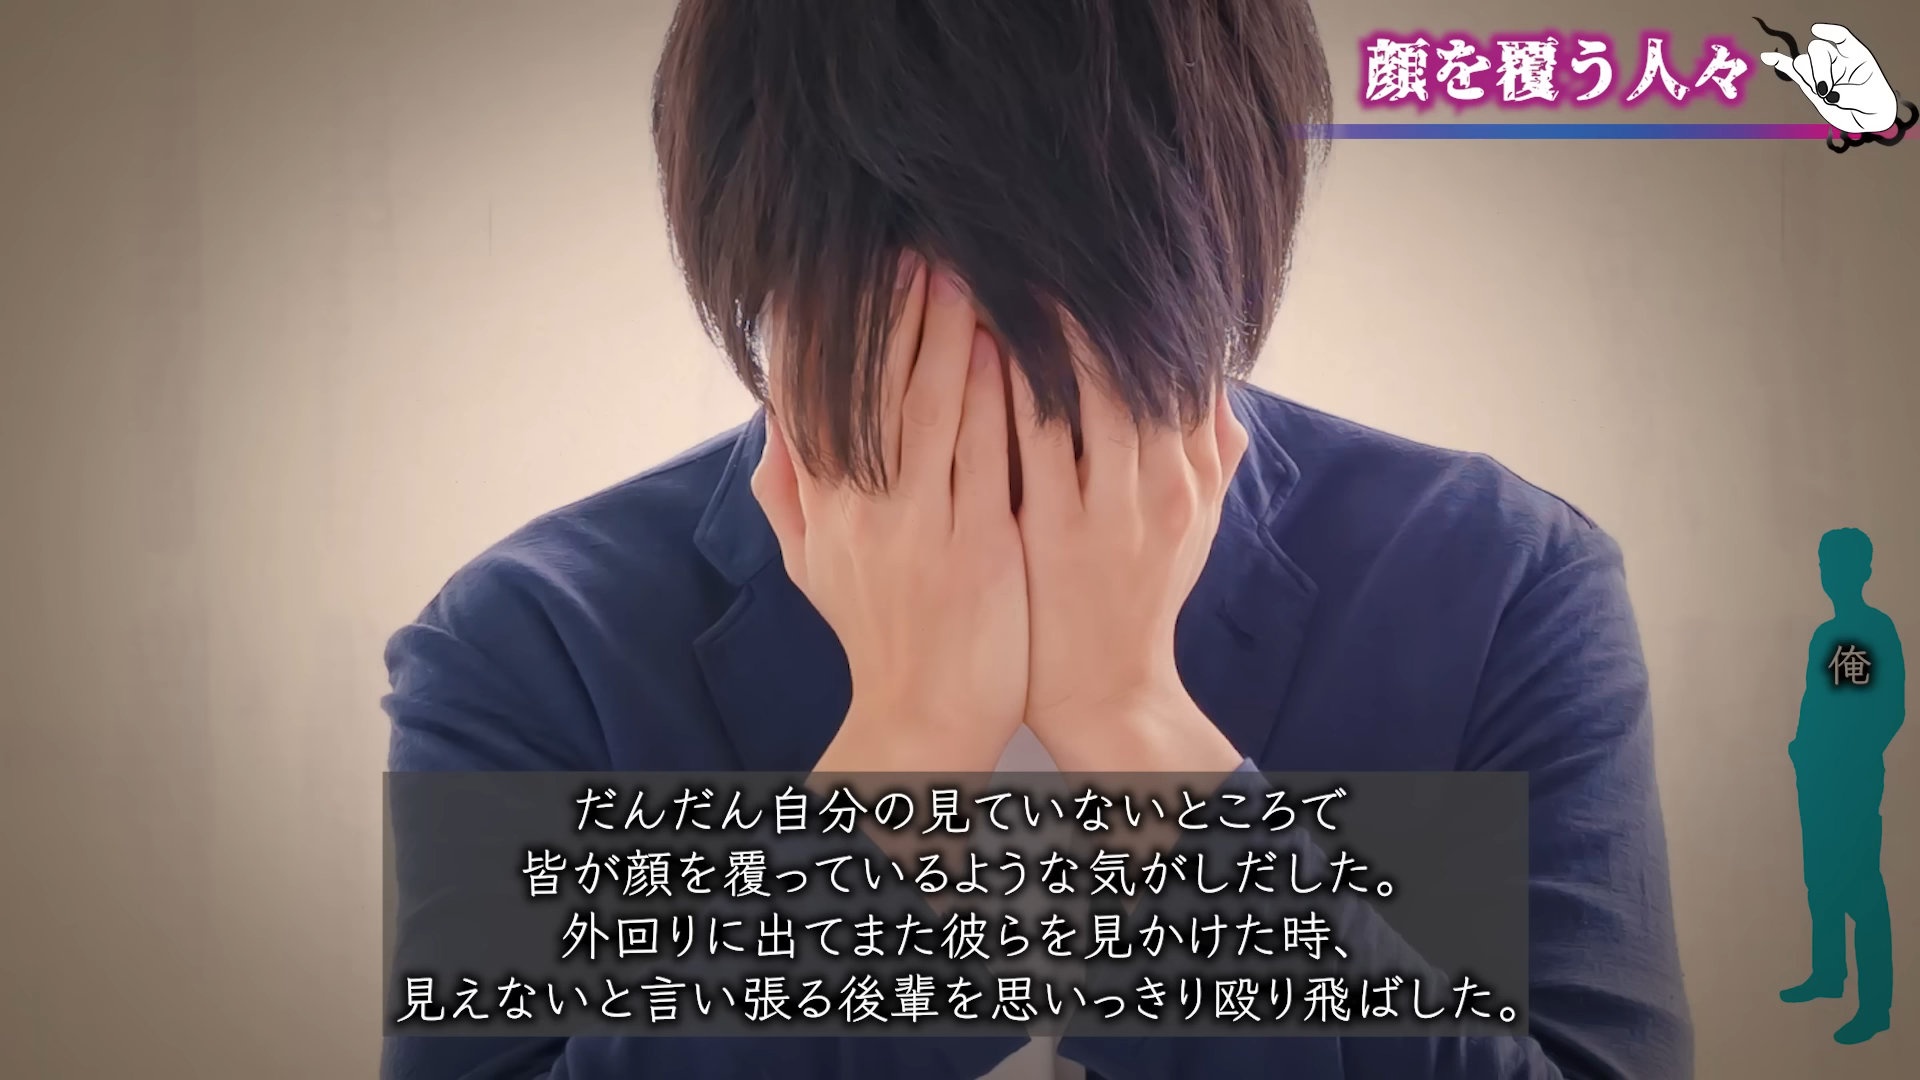 顔を覆う人々
俺
だんだん自分の見ていないところで
皆が顔を覆っているような気がしだした。
外回りに出てまた彼らを見かけた時、
見えないと言い張る後輩を思いっきり殴り飛ばした。